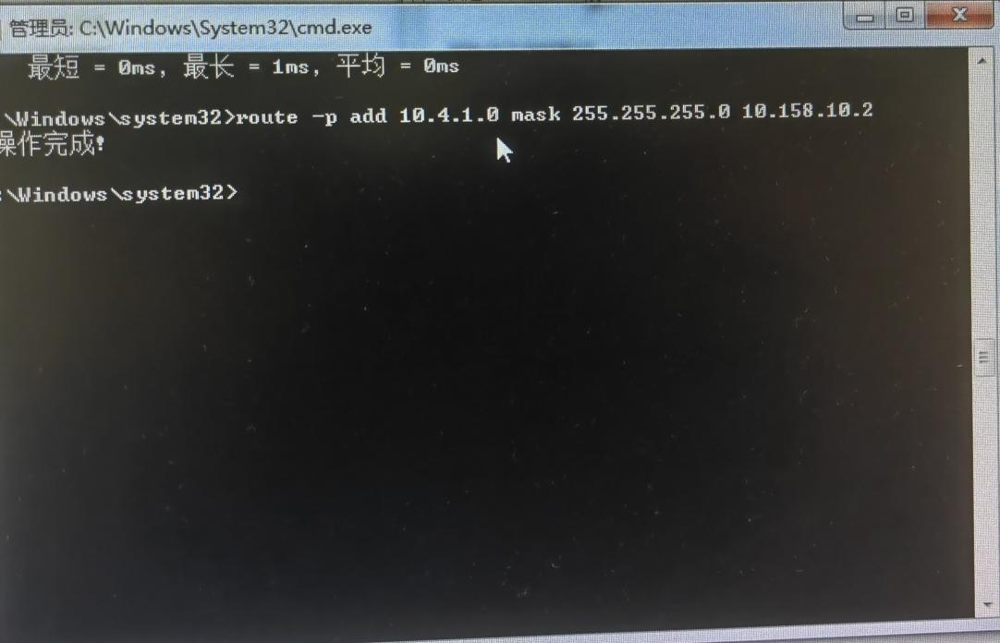 管理员: C:\Windows\System32\cmd.exe
最短 = 0ms，最长 = 1ms，平均 = 0ms
\Windows\system32>route -p add 10.4.1.0 mask 255.255.255.0 10.158.10.2
操作完成!
:\Windows\system32>